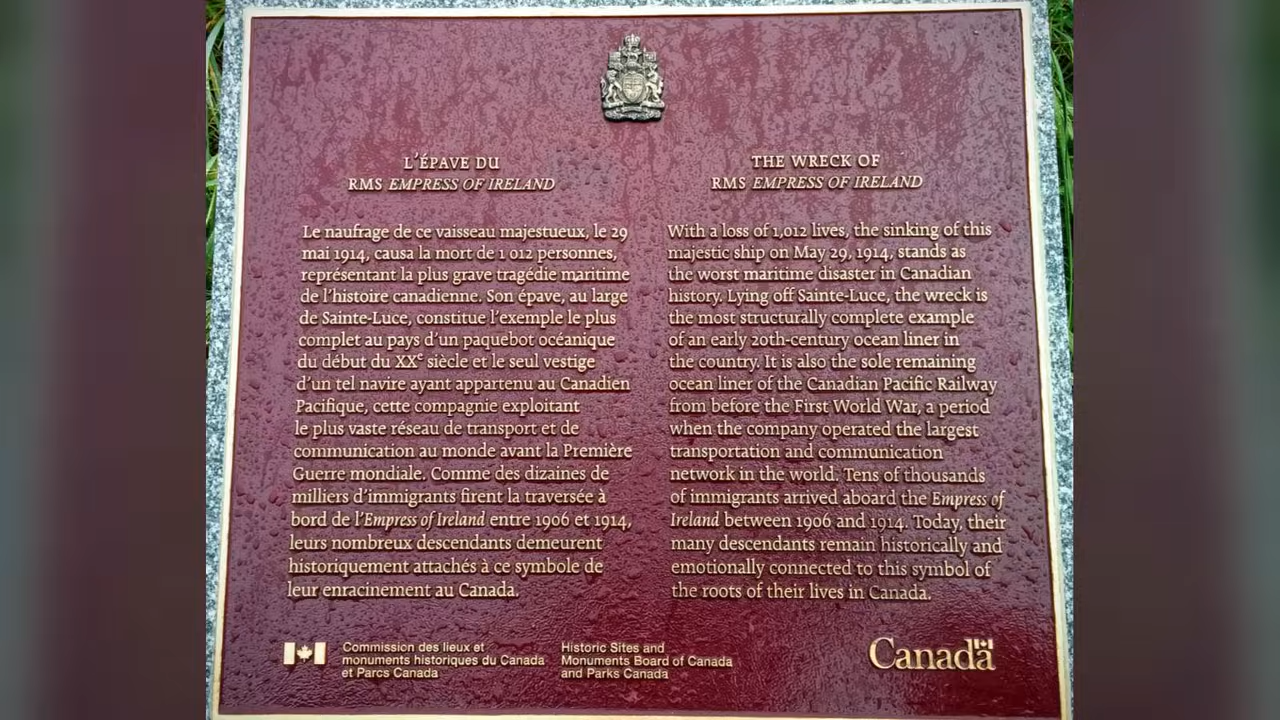 L'ÉPAVE DU
RMS EMPRESS OF IRELAND
Le naufrage de ce vaisseau majestueux, le 29
mai 1914, causa la mort de 1 012 personnes,
représentant la plus grave tragédie maritime
de l'histoire canadienne. Son épave, au large
de Sainte-Luce, constitue l'exemple le plus
complet au pays d'un paquebot océanique
du début du XXe siècle et le seul vestige
d'un tel navire ayant appartenu au Canadien
Pacifique, cette compagnie exploitant
le plus vaste réseau de transport et de
communication au monde avant la Première
Guerre mondiale. Comme des dizaines de
milliers d'immigrants firent la traversée à
bord de l'Empress of Ireland entre 1906 et 1914,
leurs nombreux descendants demeurent
historiquement attachés à ce symbole de
leur enracinement au Canada.
THE WRECK OF
RMS EMPRESS OF IRELAND
With a loss of 1,012 lives, the sinking of this
majestic ship on May 29, 1914, stands as
the worst maritime disaster in Canadian
history. Lying off Sainte-Luce, the wreck is
the most structurally complete example
of an early 20th-century ocean liner in
the country. It is also the sole remaining
ocean liner of the Canadian Pacific Railway
from before the First World War, a period
when the company operated the largest
transportation and communication
network in the world. Tens of thousands
of immigrants arrived aboard the Empress of
Ireland between 1906 and 1914. Today, their
many descendants remain historically and
emotionally connected to this symbol of
the roots of their lives in Canada.
Commission des lieux et
monuments historiques du Canada
et Parcs Canada
Historic Sites and
Monuments Board of Canada
and Parks Canada
Canada